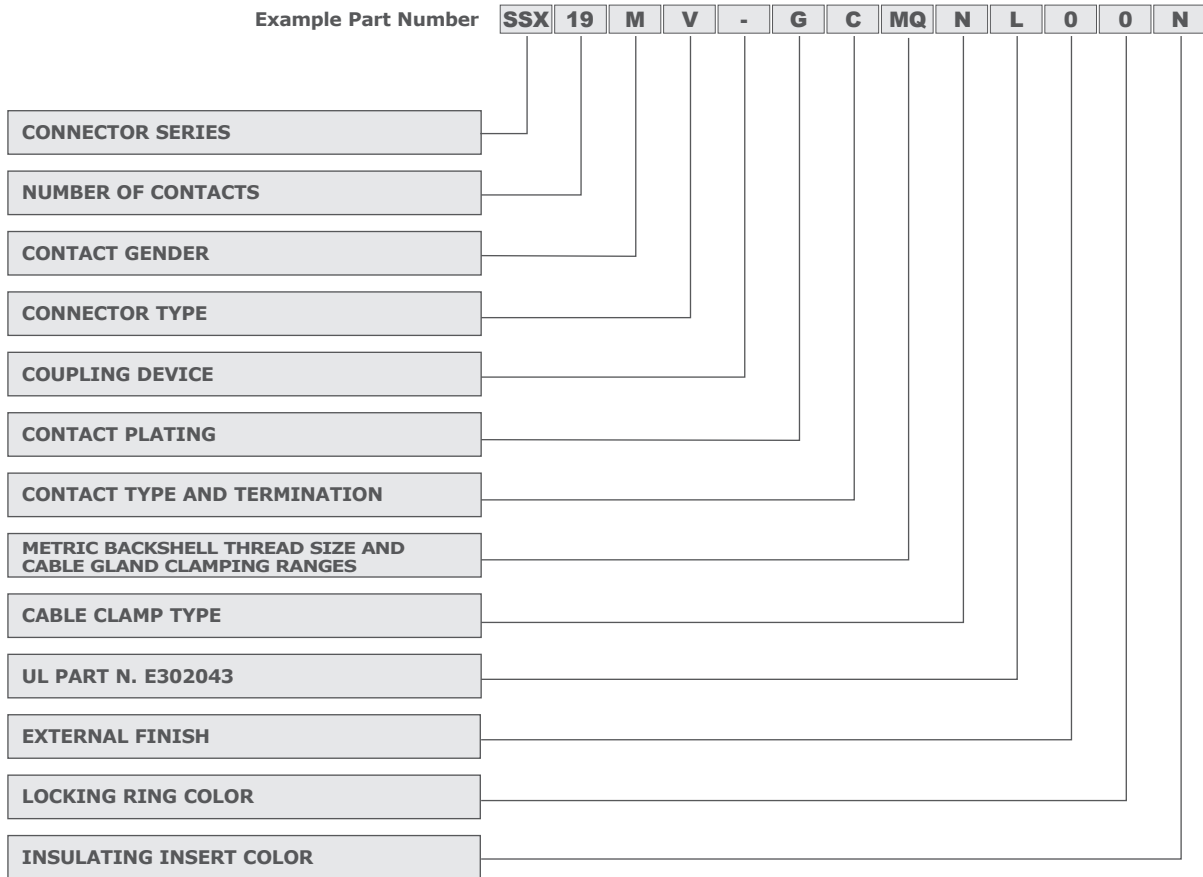 Example Part Number SSX 19 M V - G C MQ N L 0 0 N
CONNECTOR SERIES
NUMBER OF CONTACTS
CONTACT GENDER
CONNECTOR TYPE
COUPLING DEVICE
CONTACT PLATING
CONTACT TYPE AND TERMINATION
METRIC BACKSHELL THREAD SIZE AND
CABLE GLAND CLAMPING RANGES
CABLE CLAMP TYPE
UL PART N. E302043
EXTERNAL FINISH
LOCKING RING COLOR
INSULATING INSERT COLOR